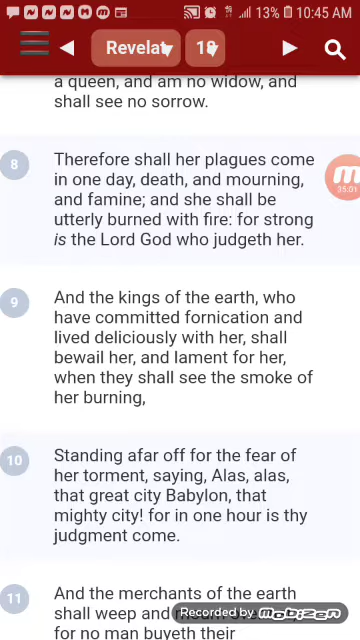 13% 10:45 AM
Revelat 18
a queen, and am no widow, and
shall see no sorrow.
8 Therefore shall her plagues come
in one day, death, and mourning,
and famine; and she shall be
utterly burned with fire: for strong
is the Lord God who judgeth her.
35:01
9 And the kings of the earth, who
have committed fornication and
lived deliciously with her, shall
bewail her, and lament for her,
when they shall see the smoke of
her burning,
10 Standing afar off for the fear of
her torment, saying, Alas, alas,
that great city Babylon, that
mighty city! for in one hour is thy
judgment come.
11 And the merchants of the earth
shall weep and
for no man buyeth their
Recorded by mobizen